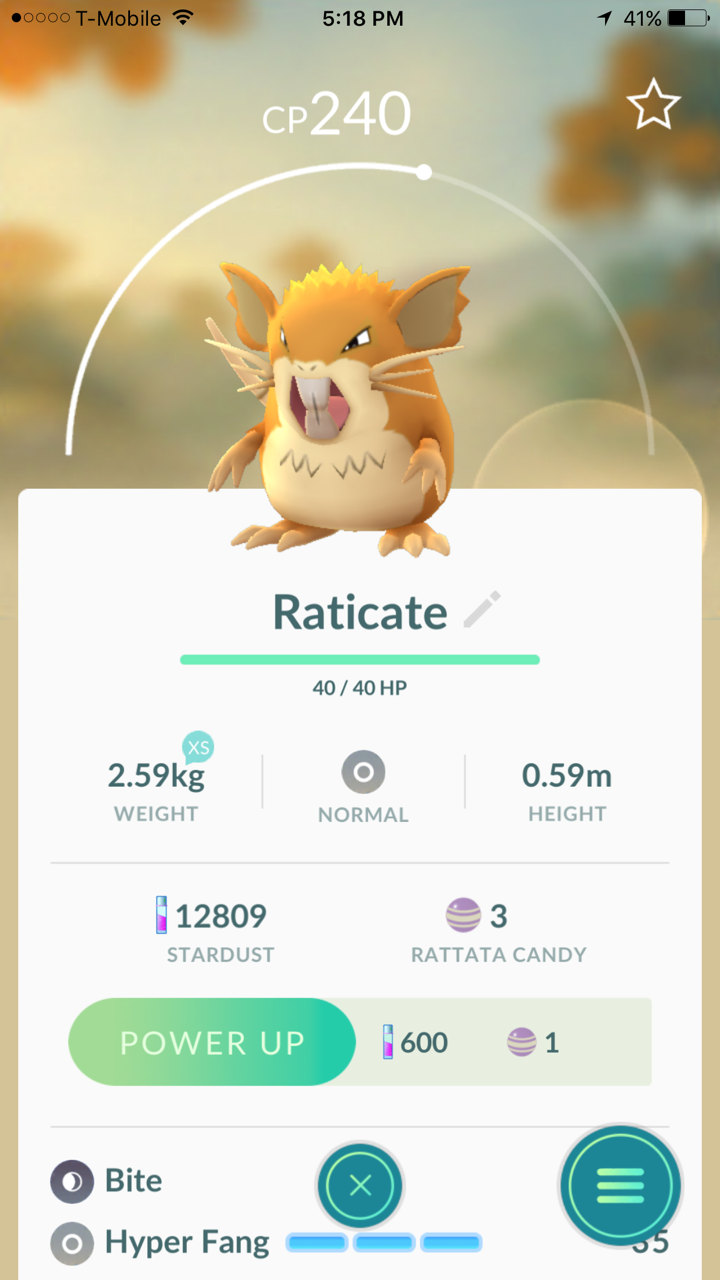 T-Mobile 5:18 PM 41%
CP240
Raticate
40 / 40 HP
XS
2.59kg 0.59m
WEIGHT NORMAL HEIGHT
12809 3
STARDUST RATTATA CANDY
POWER UP 600 1
Bite
Hyper Fang 35